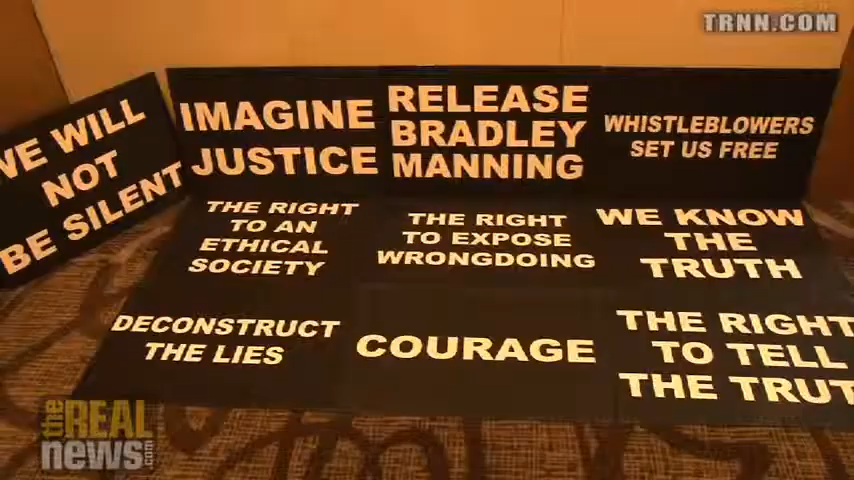 TRNN.COM
WE WILL
NOT
BE SILENT
IMAGINE
JUSTICE
RELEASE
BRADLEY
MANNING
WHISTLEBLOWERS
SET US FREE
THE RIGHT
TO AN
ETHICAL
SOCIETY
THE RIGHT
TO EXPOSE
WRONGDOING
WE KNOW
THE
TRUTH
DECONSTRUCT
THE LIES
COURAGE
THE RIGHT
TO TELL
THE TRUT
the REAL
news.com